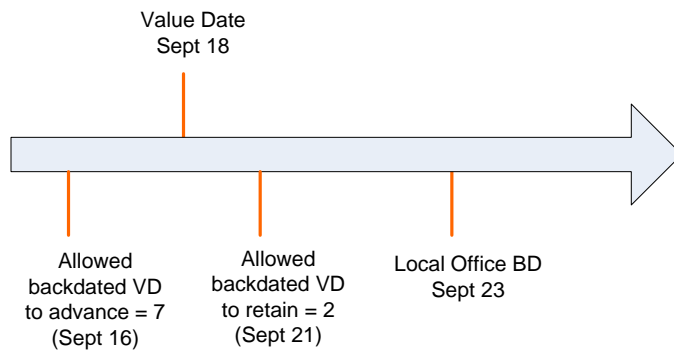 Value Date
Sept 18
Allowed
backdated VD
to advance = 7
(Sept 16)
Allowed
backdated VD
to retain = 2
(Sept 21)
Local Office BD
Sept 23